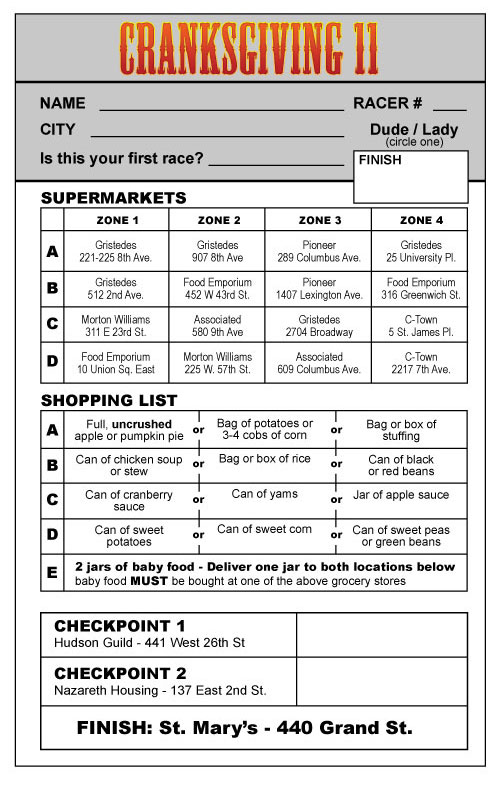 CRANKSGIVING 11
NAME RACER #
CITY Dude / Lady
(circle one)
Is this your first race? FINISH
SUPERMARKETS
ZONE 1 ZONE 2 ZONE 3 ZONE 4
A
Gristedes Gristedes Pioneer Gristedes
221-225 8th Ave. 907 8th Ave 289 Columbus Ave. 25 University Pl.
B
Gristedes Food Emporium Pioneer Food Emporium
512 2nd Ave. 452 W 43rd St. 1407 Lexington Ave. 316 Greenwich St.
C
Morton Williams Associated Gristedes C-Town
311 E 23rd St. 580 9th Ave 2704 Broadway 5 St. James Pl.
D
Food Emporium Morton Williams Associated C-Town
10 Union Sq. East 225 W. 57th St. 609 Columbus Ave. 2217 7th Ave.
SHOPPING LIST
A
Full, uncrushed or Bag of potatoes or or Bag or box of
apple or pumpkin pie 3-4 cobs of corn stuffing
B
Can of chicken soup or Bag or box of rice or Can of black
or stew or red beans
C
Can of cranberry or Can of yams or Jar of apple sauce
sauce
D
Can of sweet or Can of sweet corn or Can of sweet peas
potatoes or green beans
E
2 jars of baby food - Deliver one jar to both locations below
baby food MUST be bought at one of the above grocery stores
CHECKPOINT 1
Hudson Guild - 441 West 26th St
CHECKPOINT 2
Nazareth Housing - 137 East 2nd St.
FINISH: St. Mary's - 440 Grand St.